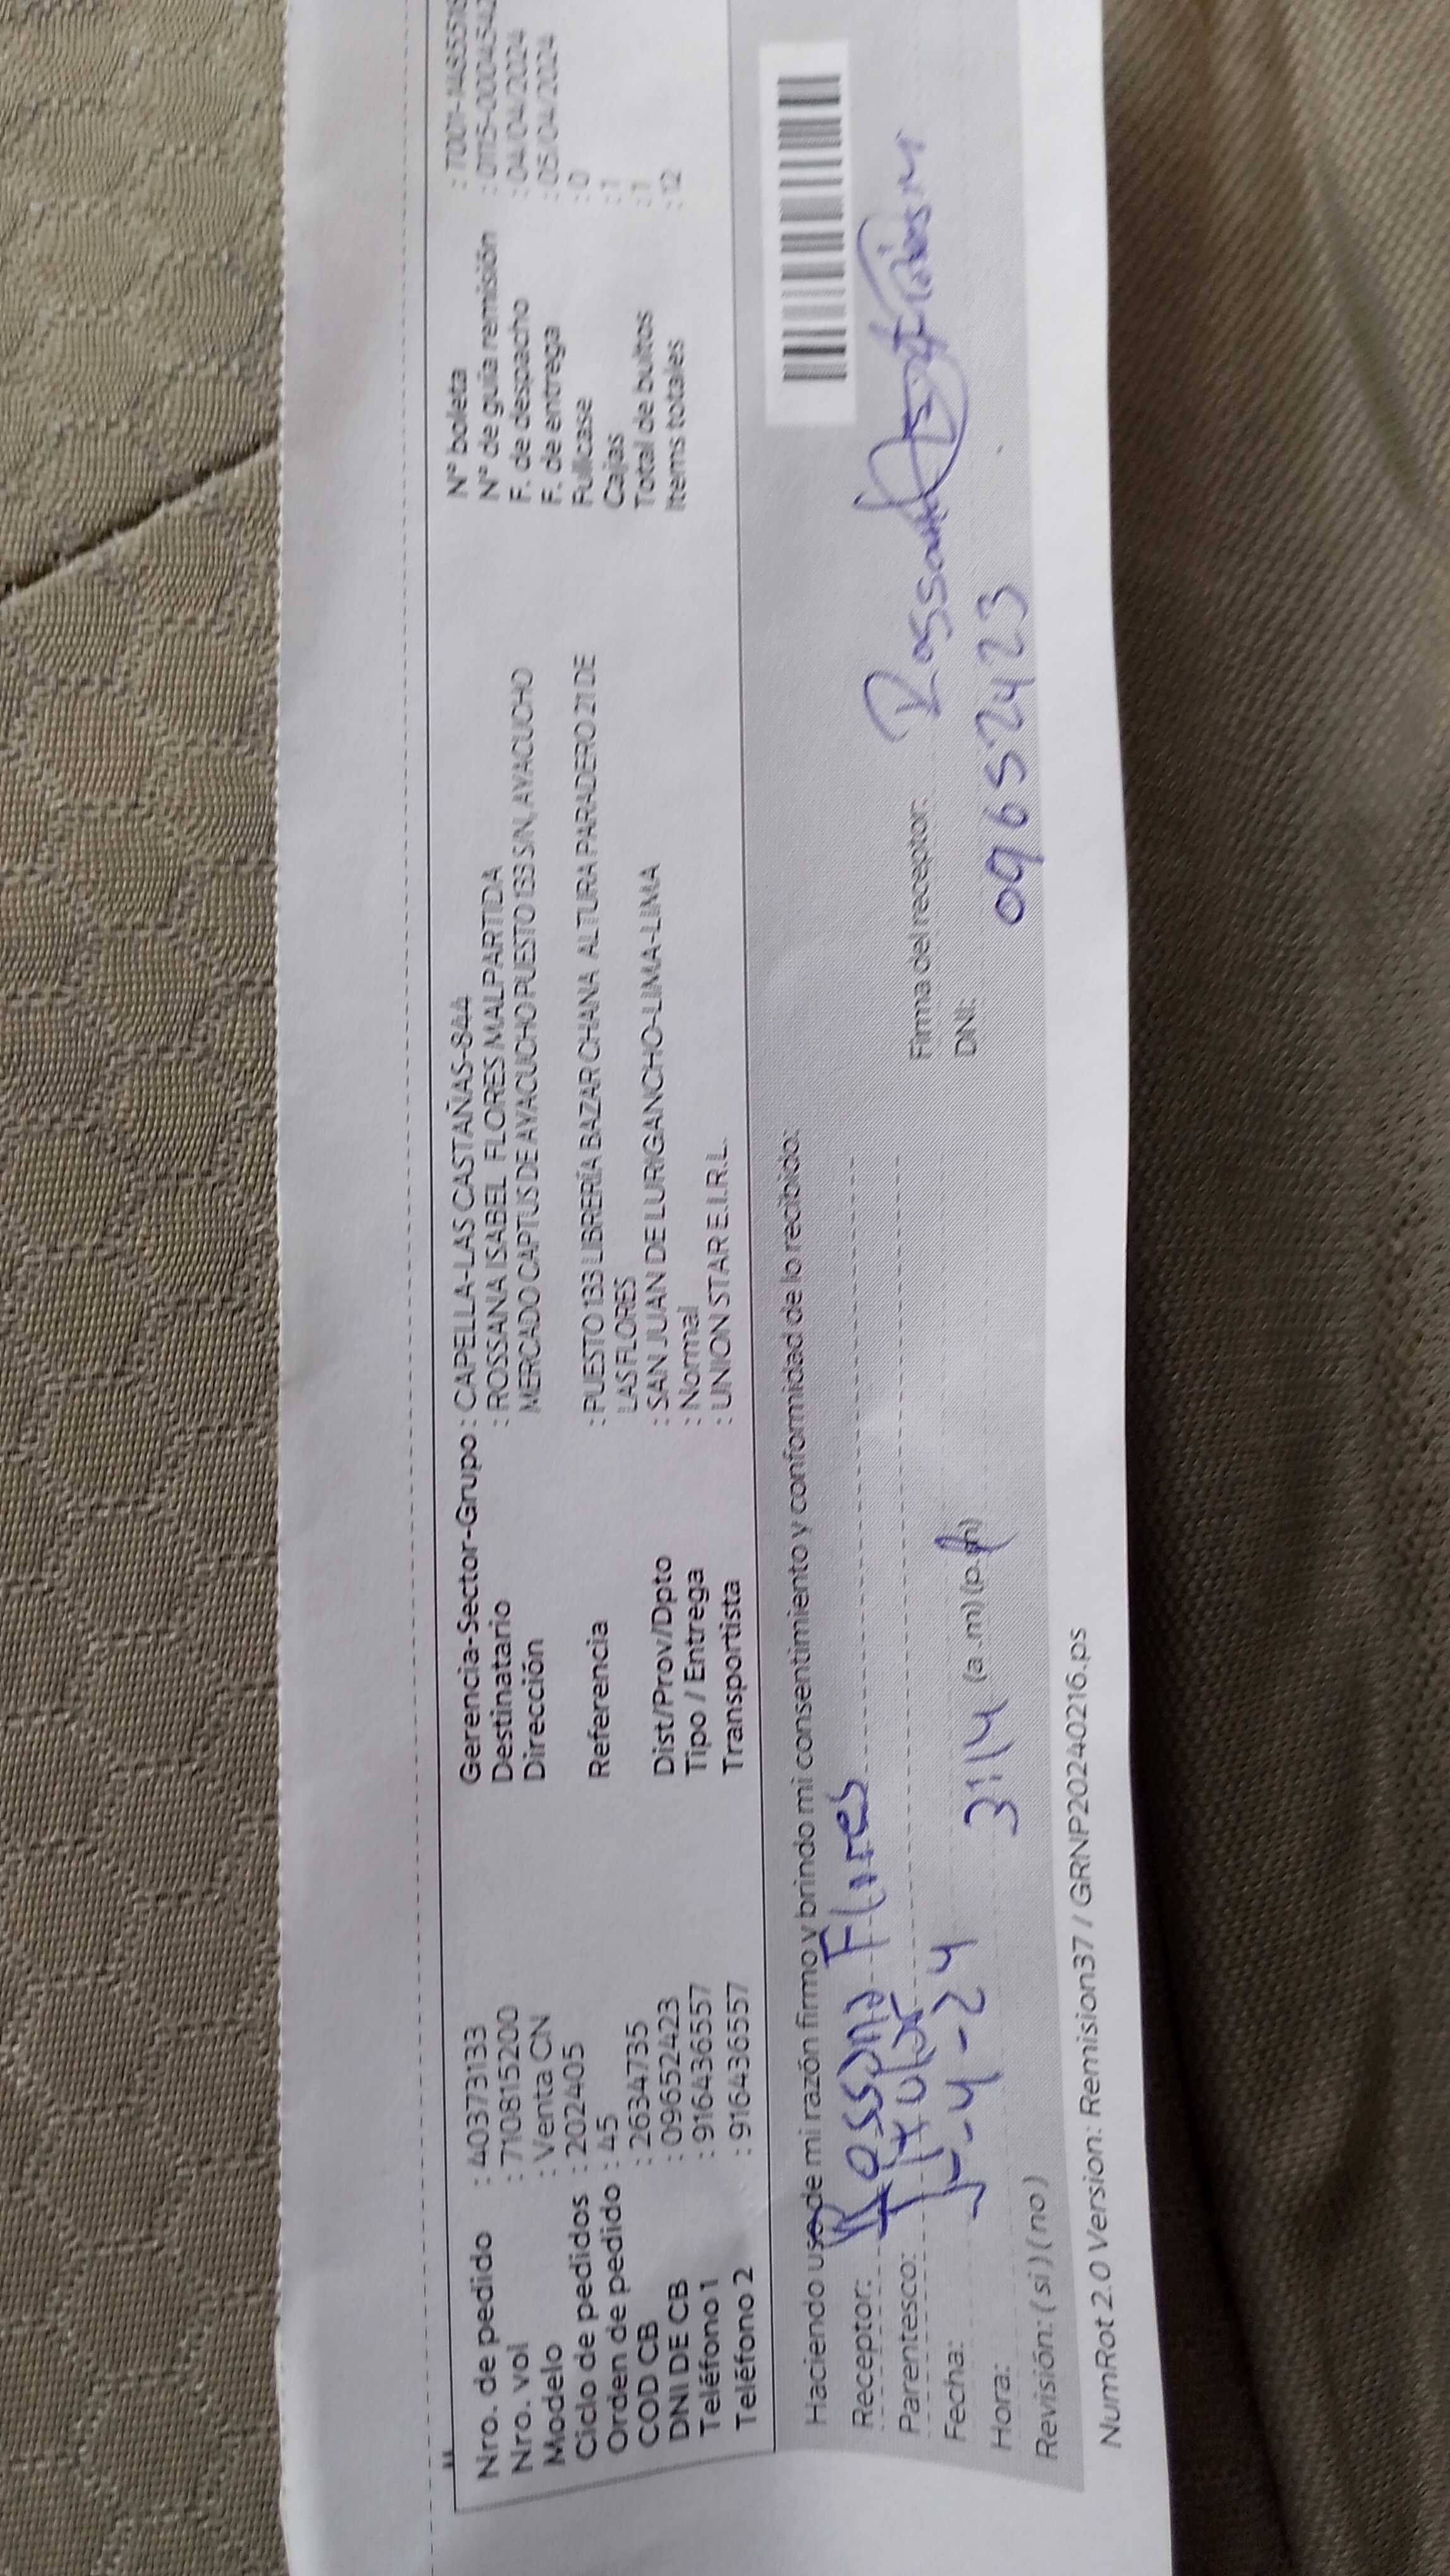 Nro. de pedido : 40373133
Nro. vol : 710815200
Modelo : Venta CN
Ciclo de pedidos : 202405
Orden de pedido : 45
COD CB : 2634735
DNI DE CB : 09652423
Teléfono 1 : 916436557
Teléfono 2 : 916436557
Gerencia-Sector-Grupo : CAPELLA-LAS CASTAÑAS-844
Destinatario : ROSSANA ISABEL FLORES MALPARTIDA
Dirección MERCADO CAPTUS DE AYACUCHO PUESTO 133 S/N, AYACUCHO
Referencia : PUESTO 133 LIBRERÍA BAZAR CHANA ALTURA PARADERO 21 DE
LAS FLORES
Dist/Prov/Dpto : SAN JUAN DE LURIGANCHO-LIMA-LIMA
Tipo / Entrega : Normal
Transportista : UNION STAR E.I.R.L.
N° boleta
N° de guía remisión : 0115-0004542
F. de despacho : 04/04/2024
F. de entrega : 05/04/2024
Fullcase : 0
Cajas : 1
Total de bultos : 1
Items totales : 12
Haciendo uso de mi razón firmo y brindo mi consentimiento y conformidad de lo recibido:
Receptor: Rossana Flores
Parentesco: Titular
Fecha: 5-4-24
Hora: 3:14 (a.m) (p.m)
Revisión: ( si ) ( no )
Firma del receptor: Rossana
DNI: 09652423
NumRot 2.0 Version: Remision37 / GRNP20240216.ps